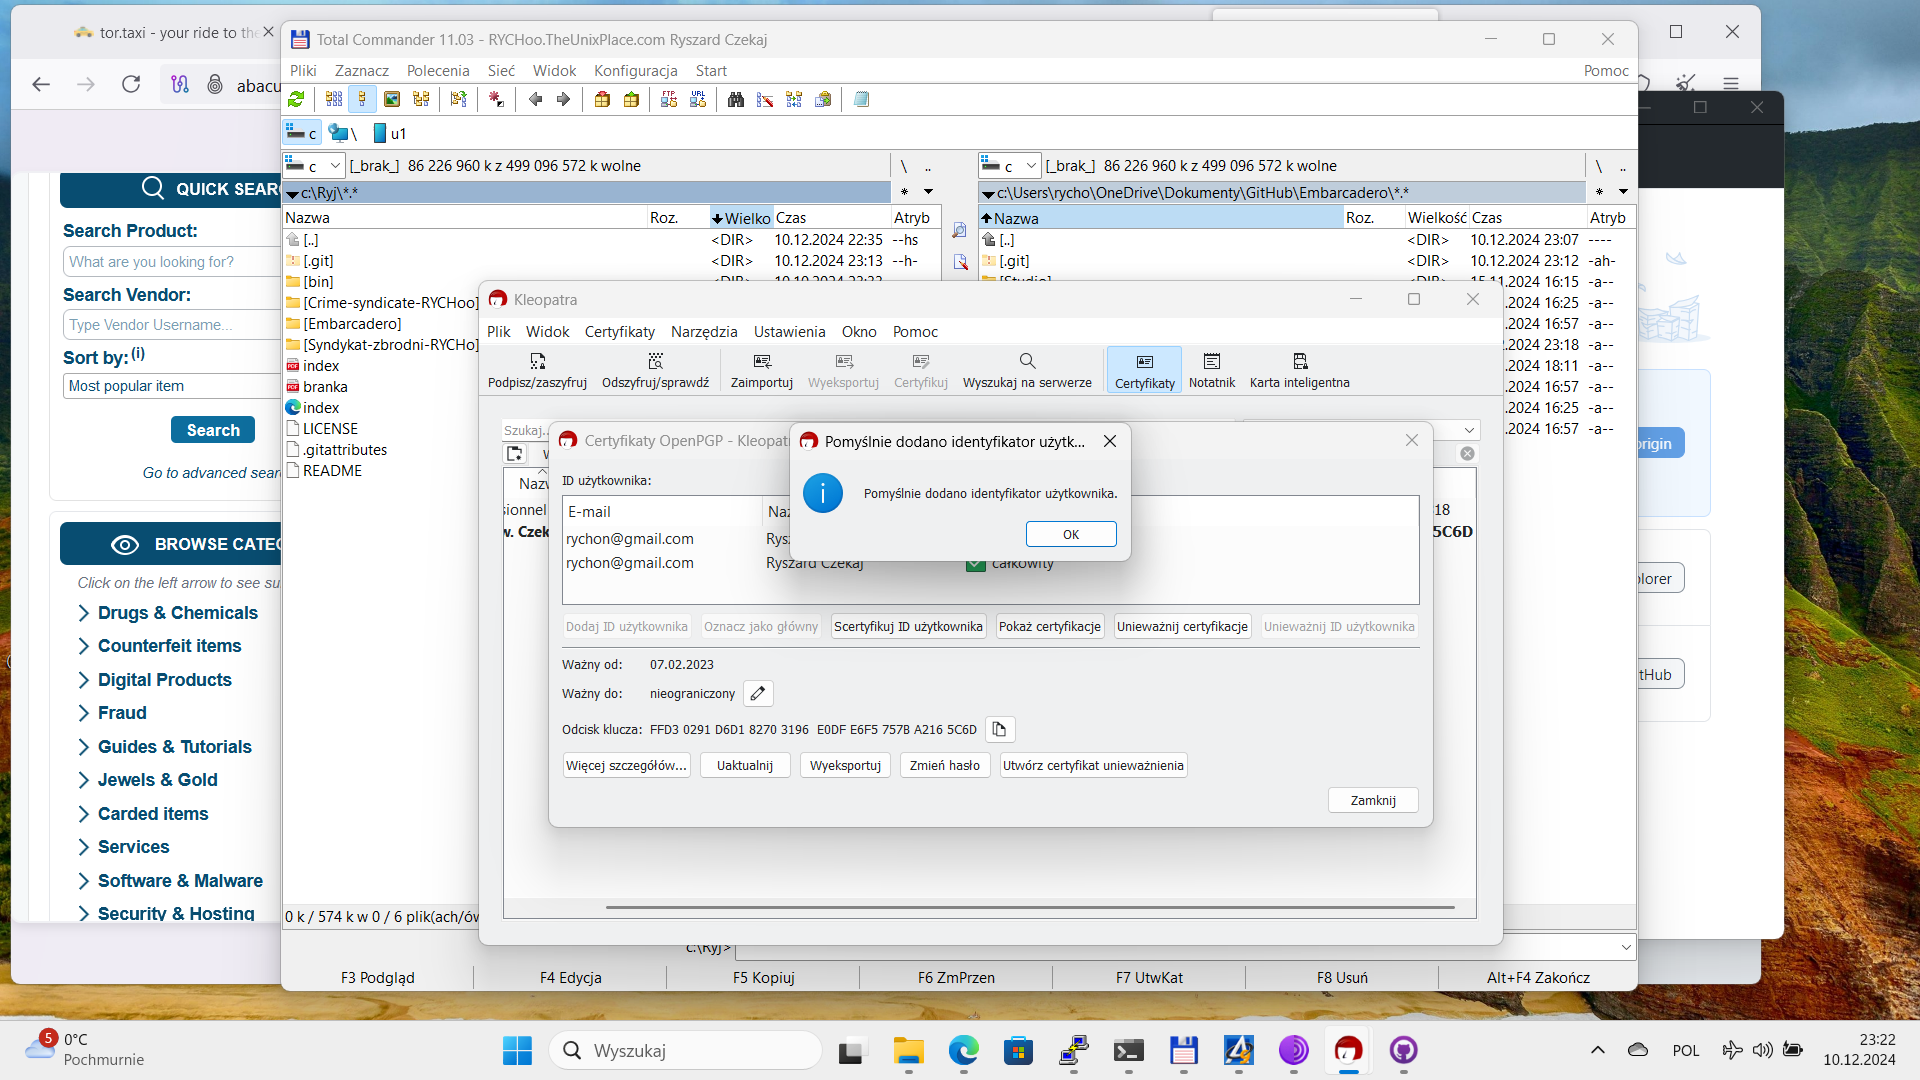 tor.taxi - your ride to the
abacu
QUICK SEAR
Search Product:
What are you looking for?
Search Vendor:
Type Vendor Username...
Sort by: (i)
Most popular item
Search
Go to advanced sear
BROWSE CATEG
Click on the left arrow to see su
Drugs & Chemicals
Counterfeit items
Digital Products
Fraud
Guides & Tutorials
Jewels & Gold
Carded items
Services
Software & Malware
Security & Hosting
Total Commander 11.03 - RYCHoo.TheUnixPlace.com Ryszard Czekaj
Pliki Zaznacz Polecenia Sieć Widok Konfiguracja Start Pomoc
FTP URL
c \ u1
c [_brak_] 86 226 960 k z 499 096 572 k wolne \ ..
c:\Ryj\*.* * 
Nazwa Roz. Wielko Czas Atryb
[..] <DIR> 10.12.2024 22:35 --hs
[.git] <DIR> 10.12.2024 23:13 --h-
[bin]
[Crime-syndicate-RYCHoo]
[Embarcadero]
[Syndykat-zbrodni-RYCHo]
index
branka
index
LICENSE
.gitattributes
README
0 k / 574 k w 0 / 6 plik(ach/ów
c [_brak_] 86 226 960 k z 499 096 572 k wolne \ ..
c:\Users\rycho\OneDrive\Dokumenty\GitHub\Embarcadero\*.* *
Nazwa Roz. Wielkość Czas Atryb
[..] <DIR> 10.12.2024 23:07 ----
[.git] <DIR> 10.12.2024 23:12 -ah-
[Studio] <DIR> 15.11.2024 16:15 -a--
.2024 16:25 -a--
.2024 16:57 -a--
.2024 23:18 -a--
.2024 18:11 -a--
.2024 16:57 -a--
.2024 16:25 -a--
.2024 16:57 -a--
c:\Ryj>
F3 Podgląd F4 Edycja F5 Kopiuj F6 ZmPrzen F7 UtwKat F8 Usuń Alt+F4 Zakończ
Kleopatra
Plik Widok Certyfikaty Narzędzia Ustawienia Okno Pomoc
Podpisz/zaszyfruj Odszyfruj/sprawdź Zaimportuj Wyeksportuj Certyfikuj Wyszukaj na serwerze Certyfikaty Notatnik Karta inteligentna
Szukaj...
Nazw
sionnel
18
w. Czek
5C6D
Certyfikaty OpenPGP - Kleopatr
ID użytkownika:
E-mail Naz
rychon@gmail.com Rys
rychon@gmail.com Ryszard Czekaj całkowity
Dodaj ID użytkownika Oznacz jako główny Scertyfikuj ID użytkownika Pokaż certyfikacje Unieważnij certyfikacje Unieważnij ID użytkownika
Ważny od: 07.02.2023
Ważny do: nieograniczony
Odcisk klucza: FFD3 0291 D6D1 8270 3196 E0DF E6F5 757B A216 5C6D
Więcej szczegółów... Uaktualnij Wyeksportuj Zmień hasło Utwórz certyfikat unieważnienia
Zamknij
Pomyślnie dodano identyfikator użytk...
Pomyślnie dodano identyfikator użytkownika.
OK
origin
lorer
tHub
5
0°C
Pochmurnie
Wyszukaj
POL
23:22
10.12.2024